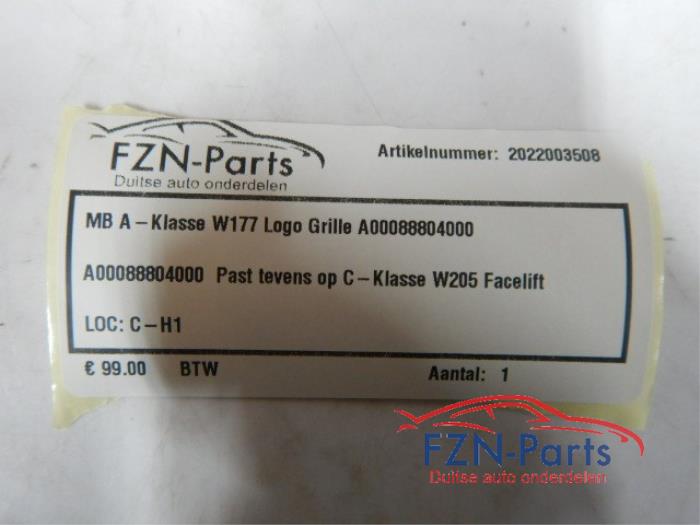 FZN-Parts
Duitse auto onderdelen
Artikelnummer: 2022003508
MB A-Klasse W177 Logo Grille A00088804000
A00088804000 Past tevens op C-Klasse W205 Facelift
LOC: C-H1
€ 99.00 BTW Aantal: 1
FZN-Parts
Duitse auto onderdelen